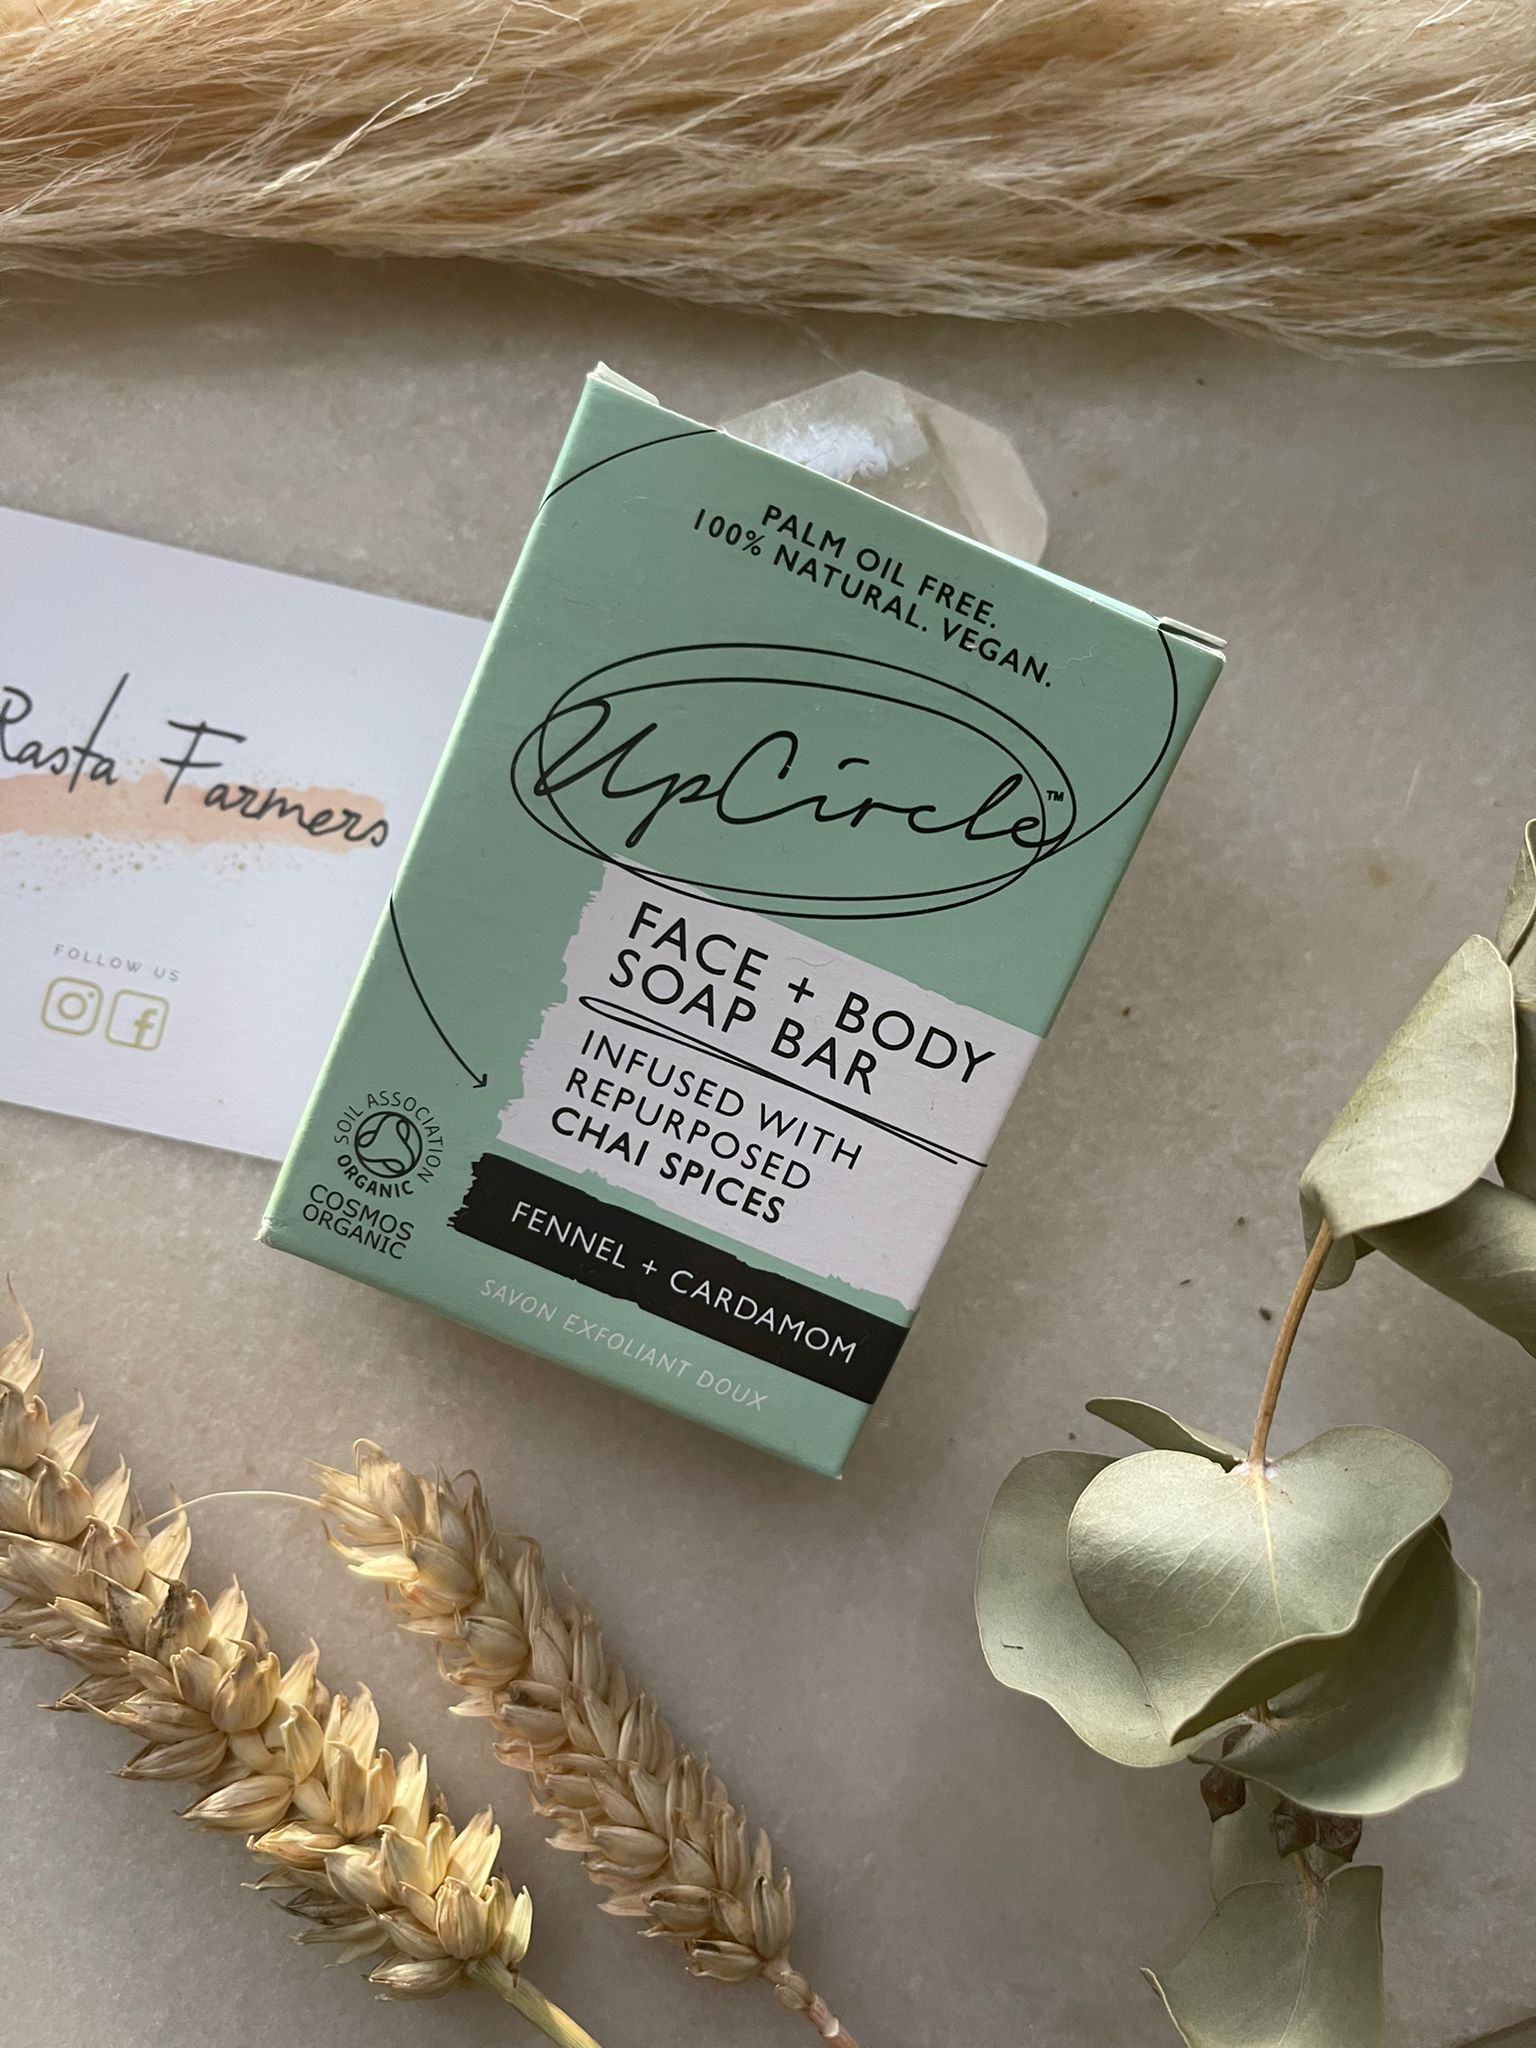 PALM OIL FREE.
100% NATURAL. VEGAN.
UpCircle™
FACE + BODY
SOAP BAR
INFUSED WITH
REPURPOSED
CHAI SPICES
FENNEL + CARDAMOM
SAVON EXFOLIANT DOUX
SOIL ASSOCIATION
ORGANIC
COSMOS
ORGANIC
Rasta Farmers
FOLLOW US